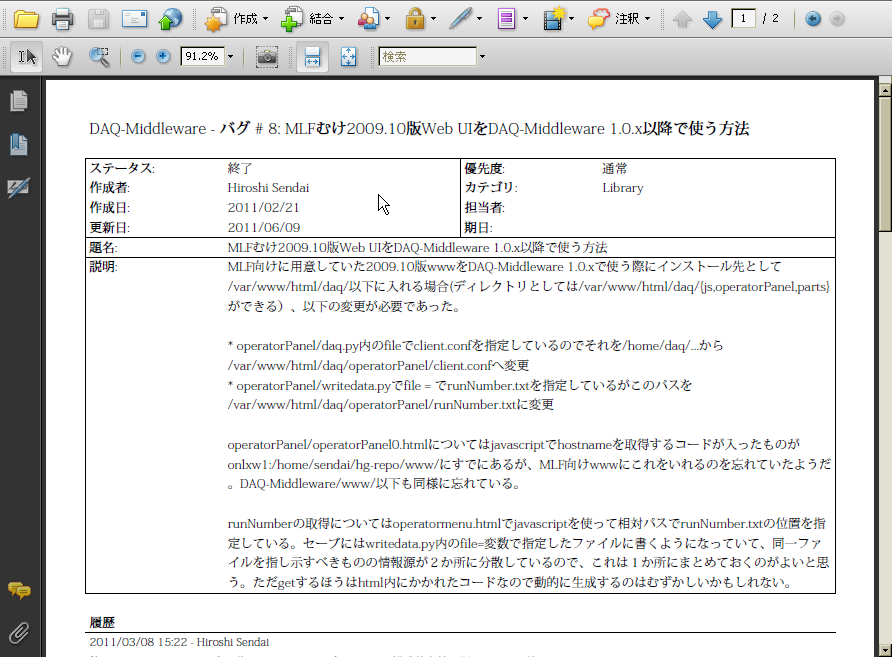 作成 結合 注釈 1 / 2
91.2% 検索
DAQ-Middleware - バグ # 8: MLFむけ2009.10版Web UIをDAQ-Middleware 1.0.x以降で使う方法
ステータス: 終了 優先度: 通常
作成者: Hiroshi Sendai カテゴリ: Library
作成日: 2011/02/21 担当者:
更新日: 2011/06/09 期日:
題名: MLFむけ2009.10版Web UIをDAQ-Middleware 1.0.x以降で使う方法
説明: MLF向けに用意していた2009.10版wwwをDAQ-Middleware 1.0.xで使う際にインストール先として
/var/www/html/daq/以下に入れる場合(ディレクトリとしては/var/www/html/daq/{js,operatorPanel,parts}
ができる）、以下の変更が必要であった。
* operatorPanel/daq.py内のfileでclient.confを指定しているのでそれを/home/daq/...から
/var/www/html/daq/operatorPanel/client.confへ変更
* operatorPanel/writedata.pyでfile = でrunNumber.txtを指定しているがこのパスを
/var/www/html/daq/operatorPanel/runNumber.txtに変更
operatorPanel/operatorPanel0.htmlについてはjavascriptでhostnameを取得するコードが入ったものが
onlxw1:/home/sendai/hg-repo/www/にすでにあるが、MLF向けwwwにこれをいれるのを忘れていたようだ
。DAQ-Middleware/www/以下も同様に忘れている。
runNumberの取得についてはoperatormenu.htmlでjavascriptを使って相対パスでrunNumber.txtの位置を指
定している。セーブにはwritedata.py内のfile=変数で指定したファイルに書くようになっていて、同一ファ
イルを指し示すべきものの情報源が２か所に分散しているので、これは１か所にまとめておくのがよいと思
う。ただgetするほうはhtml内にかかれたコードなので動的に生成するのはむずかしいかもしれない。
履歴
2011/03/08 15:22 - Hiroshi Sendai